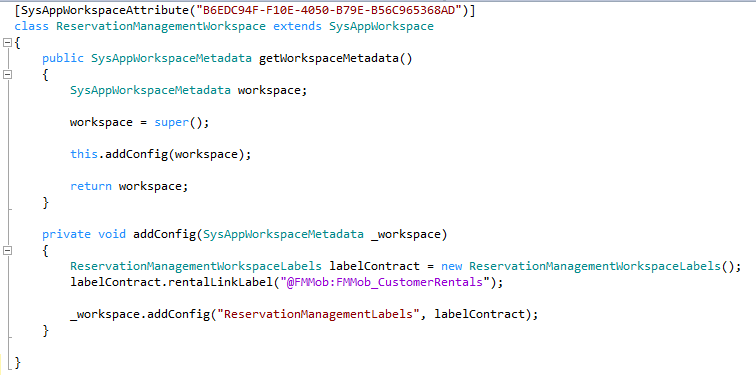 [SysAppWorkspaceAttribute("B6EDC94F-F10E-4050-B79E-B56C965368AD")]
class ReservationManagementWorkspace extends SysAppWorkspace
{
    public SysAppWorkspaceMetadata getWorkspaceMetadata()
    {
        SysAppWorkspaceMetadata workspace;

        workspace = super();

        this.addConfig(workspace);

        return workspace;
    }

    private void addConfig(SysAppWorkspaceMetadata _workspace)
    {
        ReservationManagementWorkspaceLabels labelContract = new ReservationManagementWorkspaceLabels();
        labelContract.rentalLinkLabel("@FMMob:FMMob_CustomerRentals");

        _workspace.addConfig("ReservationManagementLabels", labelContract);
    }

}